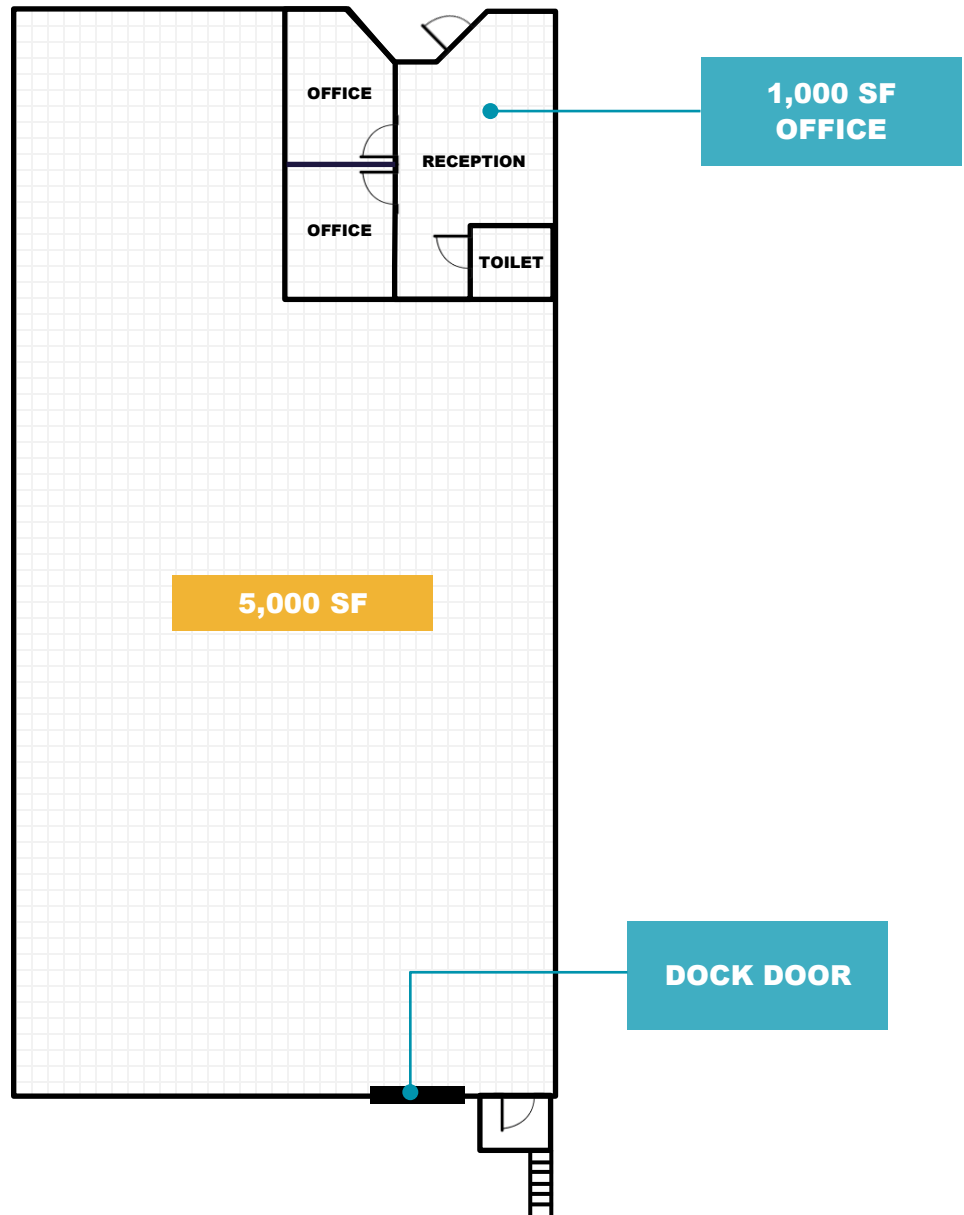 1,000 SF
OFFICE
OFFICE
RECEPTION
OFFICE
TOILET
5,000 SF
DOCK DOOR